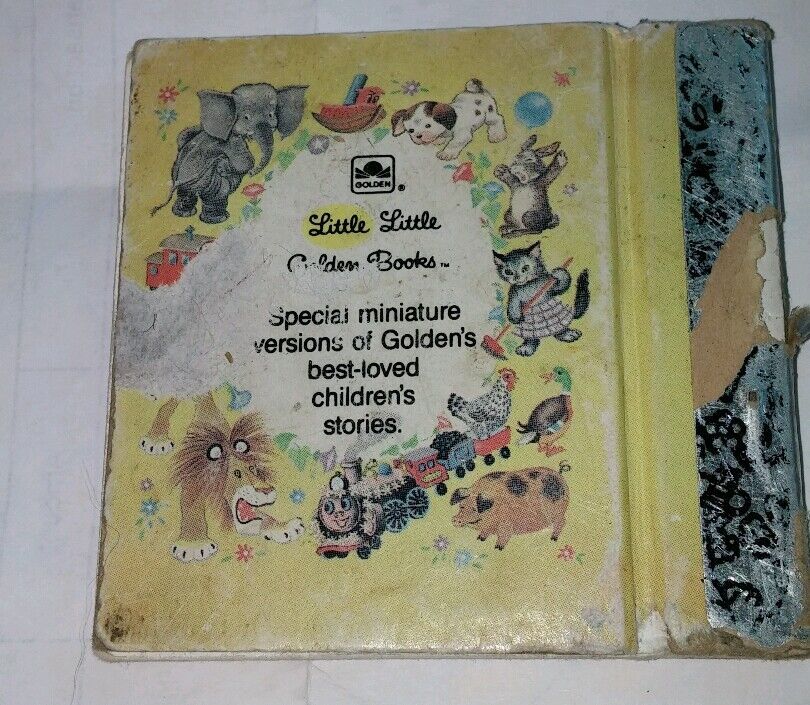 GOLDEN ®
Little Little
Golden Books™
Special miniature
versions of Golden's
best-loved
children's
stories.